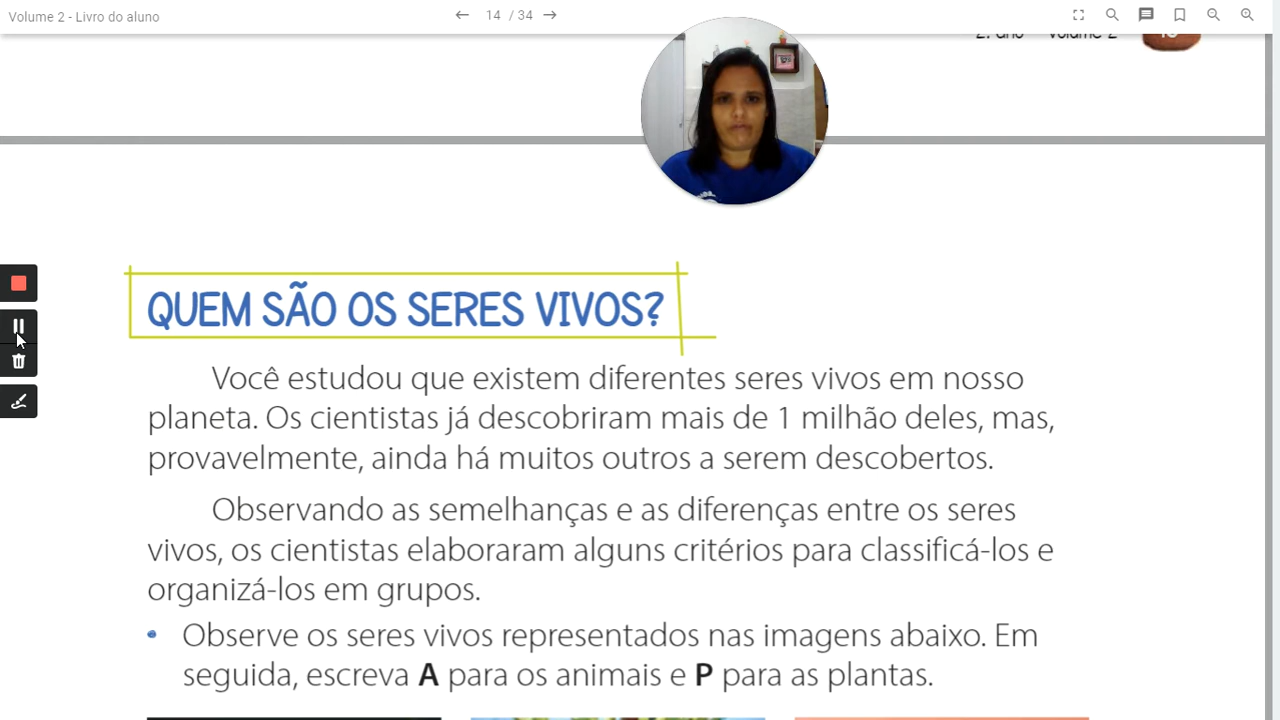 Volume 2 - Livro do aluno
14 / 34
2.º ano Volume 2
QUEM SÃO OS SERES VIVOS?
Você estudou que existem diferentes seres vivos em nosso
planeta. Os cientistas já descobriram mais de 1 milhão deles, mas,
provavelmente, ainda há muitos outros a serem descobertos.
Observando as semelhanças e as diferenças entre os seres
vivos, os cientistas elaboraram alguns critérios para classificá-los e
organizá-los em grupos.
• Observe os seres vivos representados nas imagens abaixo. Em
seguida, escreva A para os animais e P para as plantas.